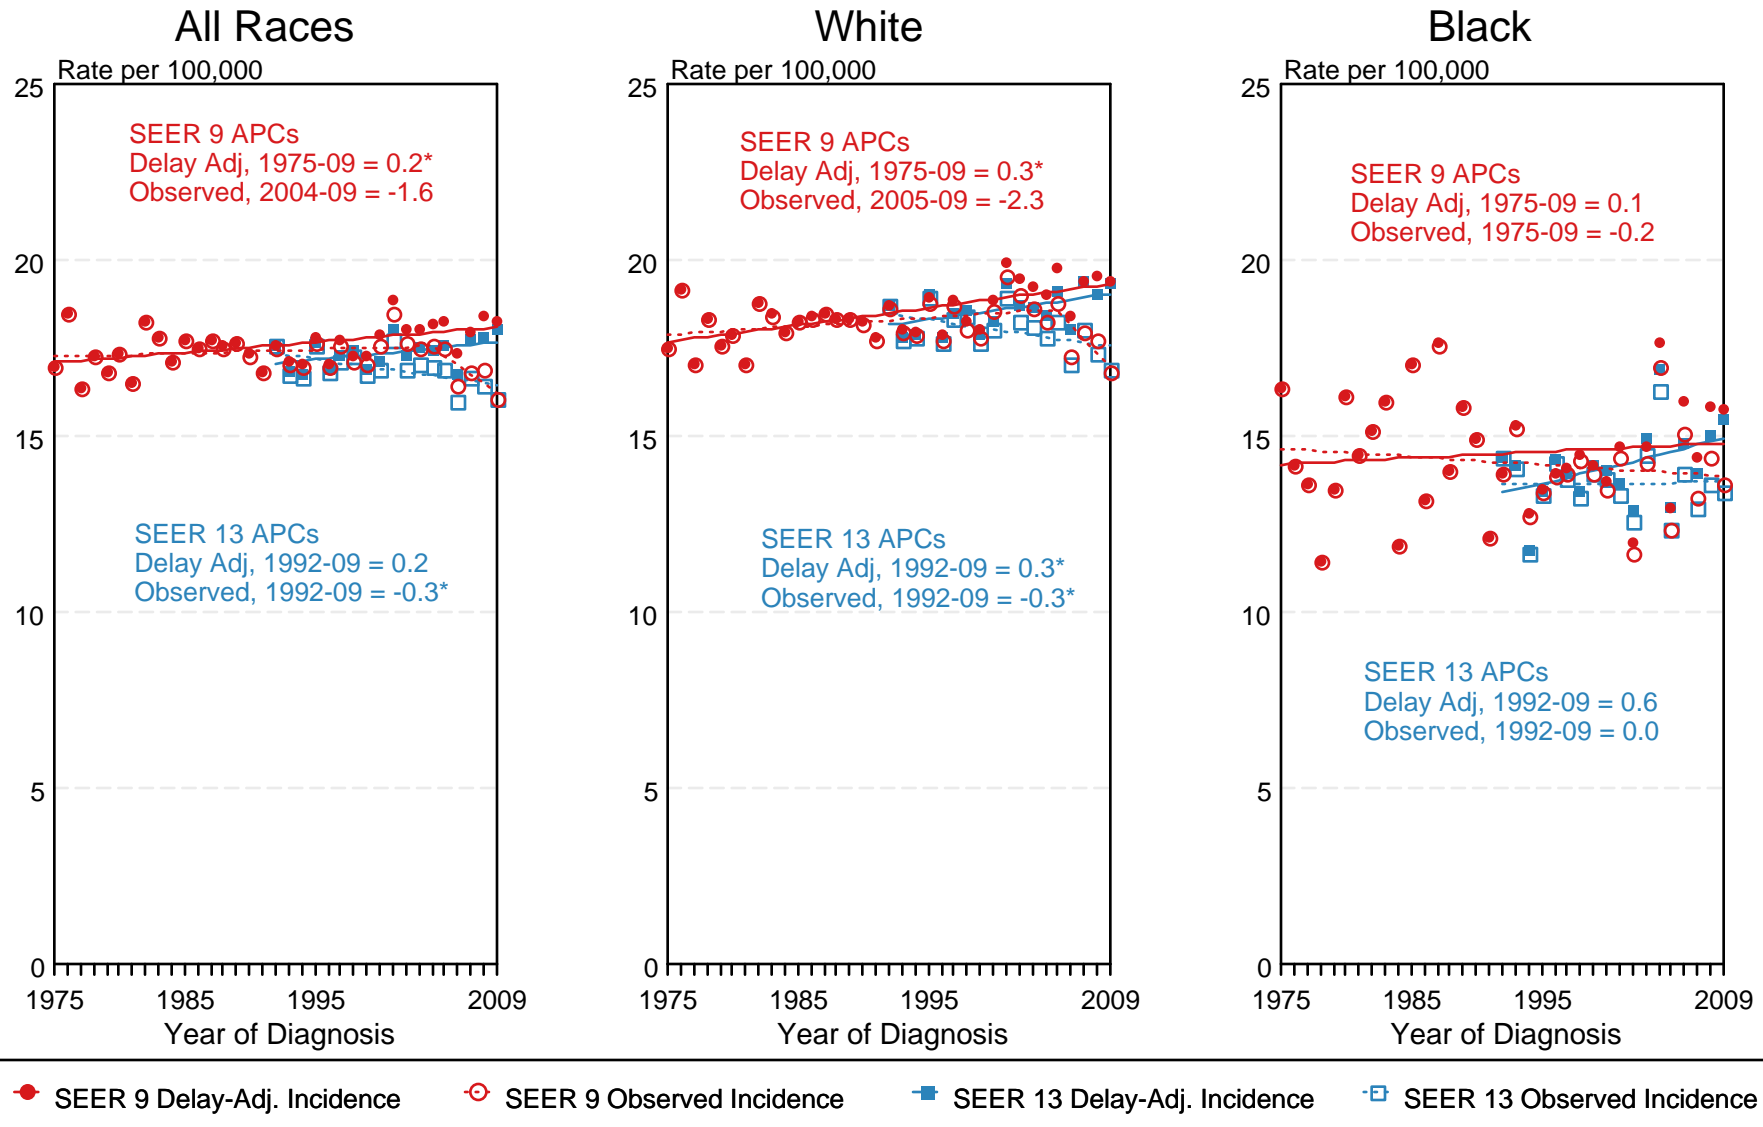 All Races
Rate per 100,000
25
20
15
10
5
0
SEER 9 APCs
Delay Adj, 1975-09 = 0.2*
Observed, 2004-09 = -1.6
SEER 13 APCs
Delay Adj, 1992-09 = 0.2
Observed, 1992-09 = -0.3*
1975 1985 1995 2009
Year of Diagnosis
White
Rate per 100,000
25
20
15
10
5
0
SEER 9 APCs
Delay Adj, 1975-09 = 0.3*
Observed, 2005-09 = -2.3
SEER 13 APCs
Delay Adj, 1992-09 = 0.3*
Observed, 1992-09 = -0.3*
1975 1985 1995 2009
Year of Diagnosis
Black
Rate per 100,000
25
20
15
10
5
0
SEER 9 APCs
Delay Adj, 1975-09 = 0.1
Observed, 1975-09 = -0.2
SEER 13 APCs
Delay Adj, 1992-09 = 0.6
Observed, 1992-09 = 0.0
1975 1985 1995 2009
Year of Diagnosis
SEER 9 Delay-Adj. Incidence
SEER 9 Observed Incidence
SEER 13 Delay-Adj. Incidence
SEER 13 Observed Incidence